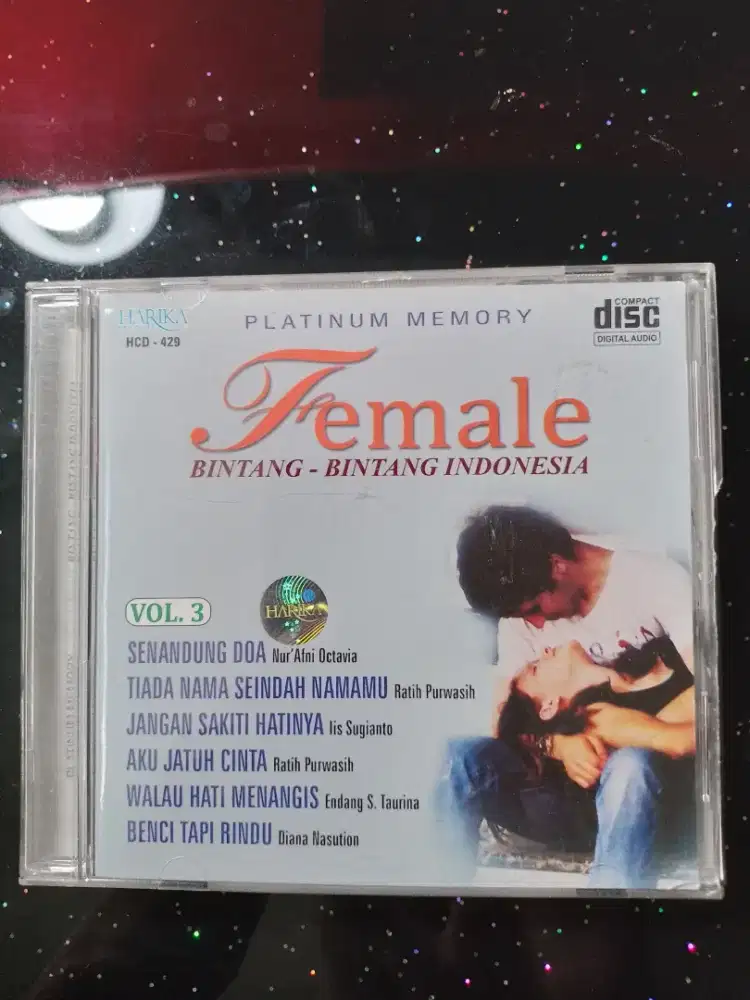 HARIKA
HCD - 429
PLATINUM MEMORY
COMPACT
disc
DIGITAL AUDIO
Female
BINTANG - BINTANG INDONESIA
VOL. 3
HARIKA
SENANDUNG DOA Nur'Afni Octavia
TIADA NAMA SEINDAH NAMAMU Ratih Purwasih
JANGAN SAKITI HATINYA Iis Sugianto
AKU JATUH CINTA Ratih Purwasih
WALAU HATI MENANGIS Endang S. Taurina
BENCI TAPI RINDU Diana Nasution